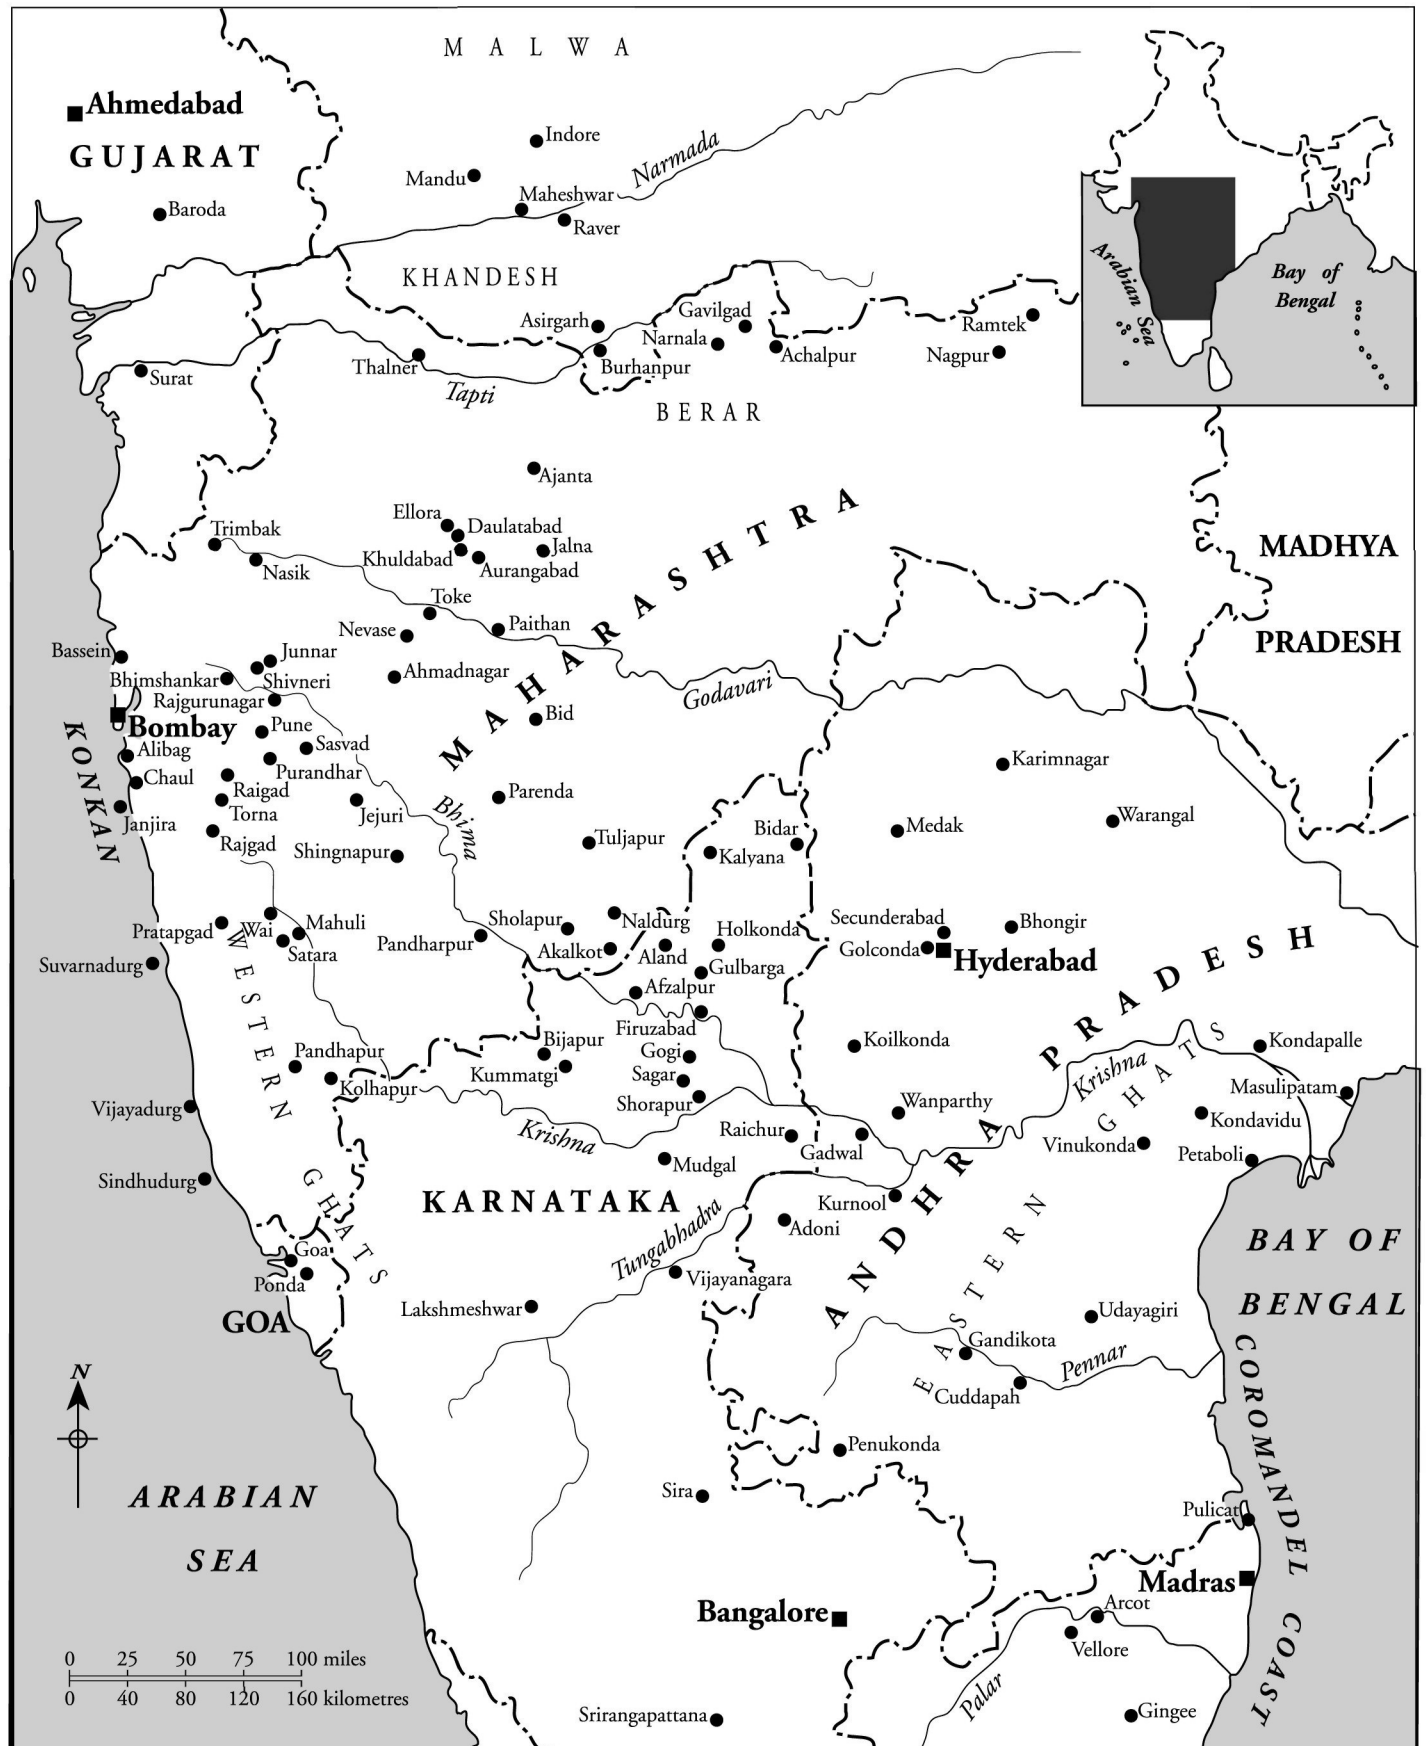 MALWA
Ahmedabad
GUJARAT
Indore
Narmada
Mandu
Maheshwar
Baroda
Raver
Arabian Sea
Bay of
Bengal
KHANDESH
Asirgarh
Gavilgad
Narnala
Ramtek
Achalpur
Nagpur
Thalner
Burhanpur
Surat
Tapti
BERAR
Ajanta
Ellora
Daulatabad
Trimbak
Jalna
Khuldabad
Aurangabad
Nasik
MAHARASHTRA
MADHYA
PRADESH
Toke
Nevase
Paithan
Bassein
Junnar
Bhimshankar
Shivneri
Ahmadnagar
Rajgurunagar
Godavari
Bombay
Pune
Bid
KONKAN
Alibag
Sasvad
Chaul
Purandhar
Karimnagar
Raigad
Parenda
Janjira
Torna
Jejuri
Bhima
Warangal
Rajgad
Shingnapur
Tuljapur
Bidar
Kalyana
Medak
Pratapgad
Wai
Mahuli
Satara
Pandharpur
Sholapur
Naldurg
Akalkot
Aland
Holkonda
Gulbarga
Secunderabad
Golconda
Bhongir
Hyderabad
Suvarnadurg
WESTERN GHATS
Afzalpur
Firuzabad
ANDHRA PRADESH
Pandhapur
Kolhapur
Bijapur
Kummatgi
Gogi
Sagar
Shorapur
Koilkonda
Krishna
EASTERN GHATS
Kondapalle
Masulipatam
Vijayadurg
Krishna
Wanparthy
Raichur
Gadwal
Vinukonda
Kondavidu
Petaboli
Sindhudurg
Mudgal
KARNATAKA
Kurnool
Adoni
Tungabhadra
BAY OF
BENGAL
Goa
Ponda
GOA
Vijayanagara
Lakshmeshwar
Udayagiri
Gandikota
Pennar
Cuddapah
COROMANDEL COAST
N
Penukonda
Sira
ARABIAN
SEA
Pulicat
Madras
Bangalore
Arcot
Vellore
Palar
0 25 50 75 100 miles
0 40 80 120 160 kilometres
Srirangapattana
Gingee